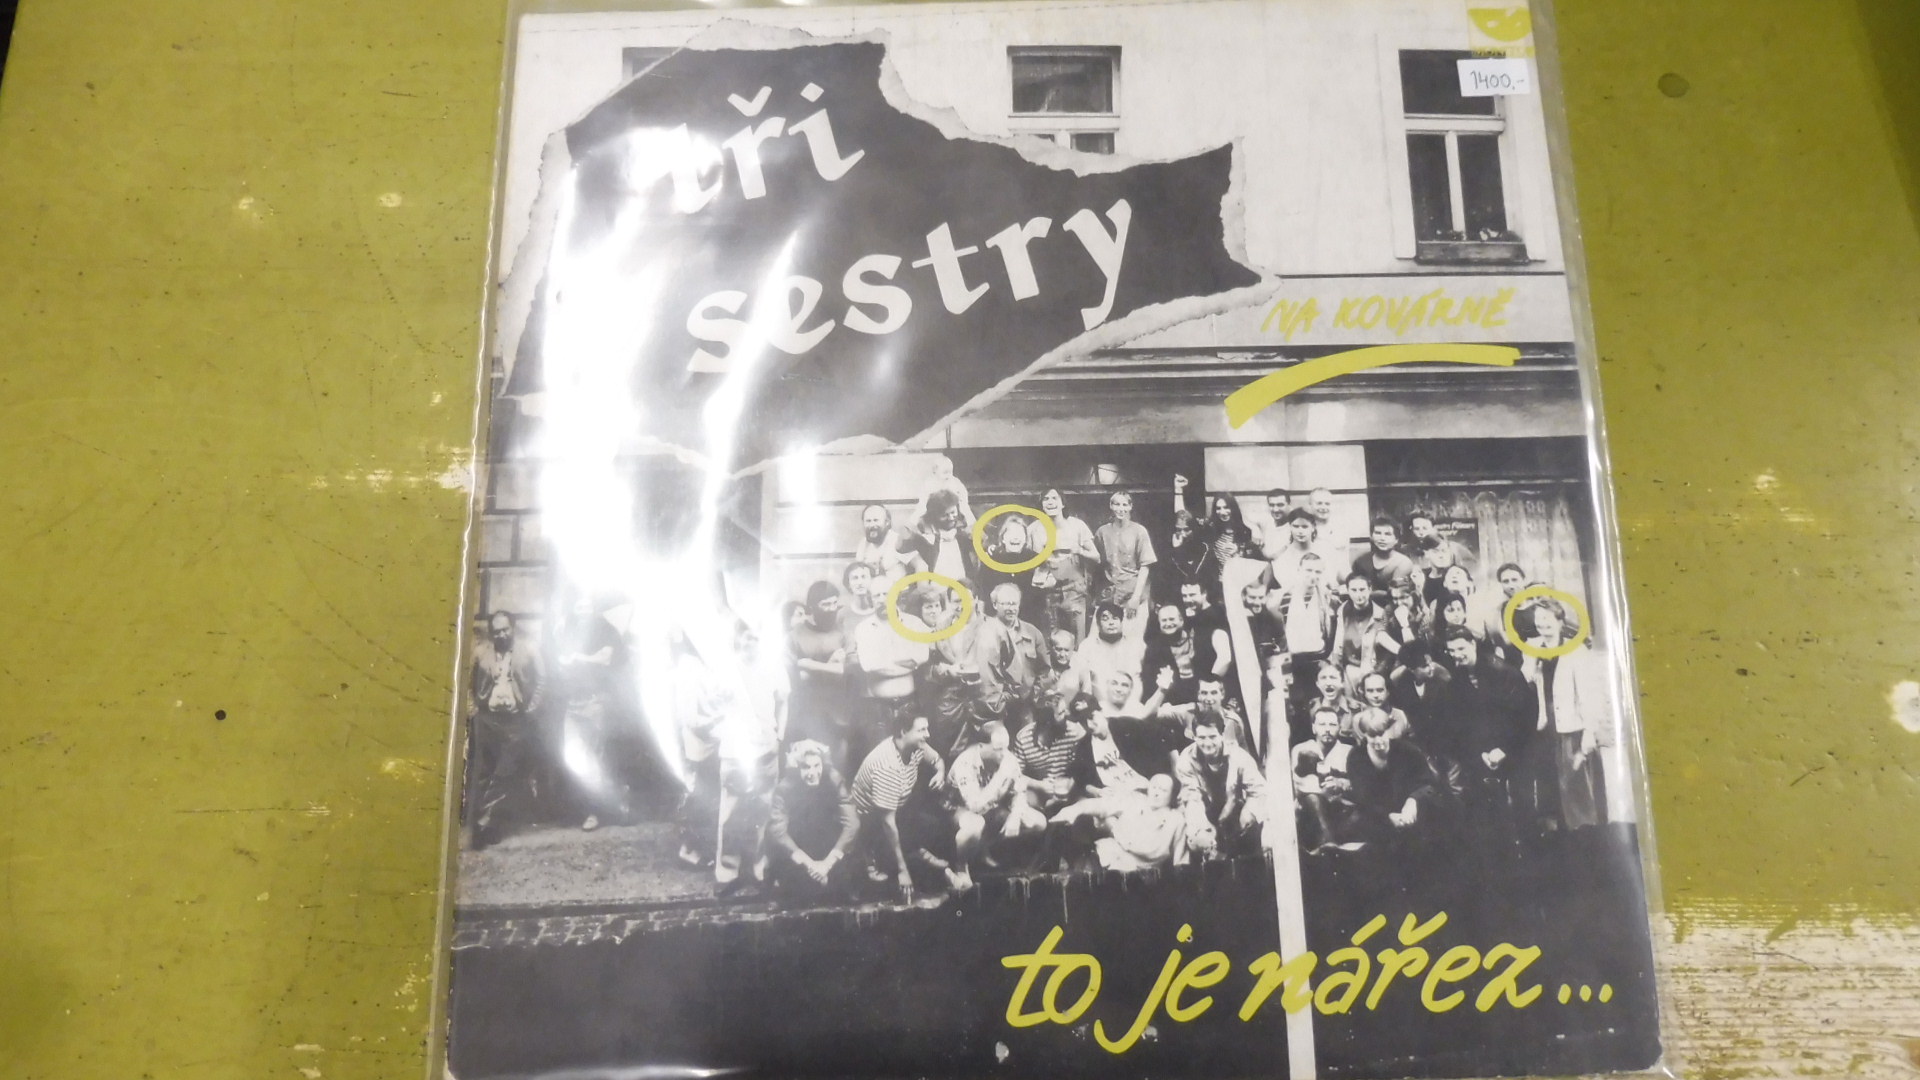 tři
sestry
1400,-
NA KOVÁRNĚ
to je nářez...